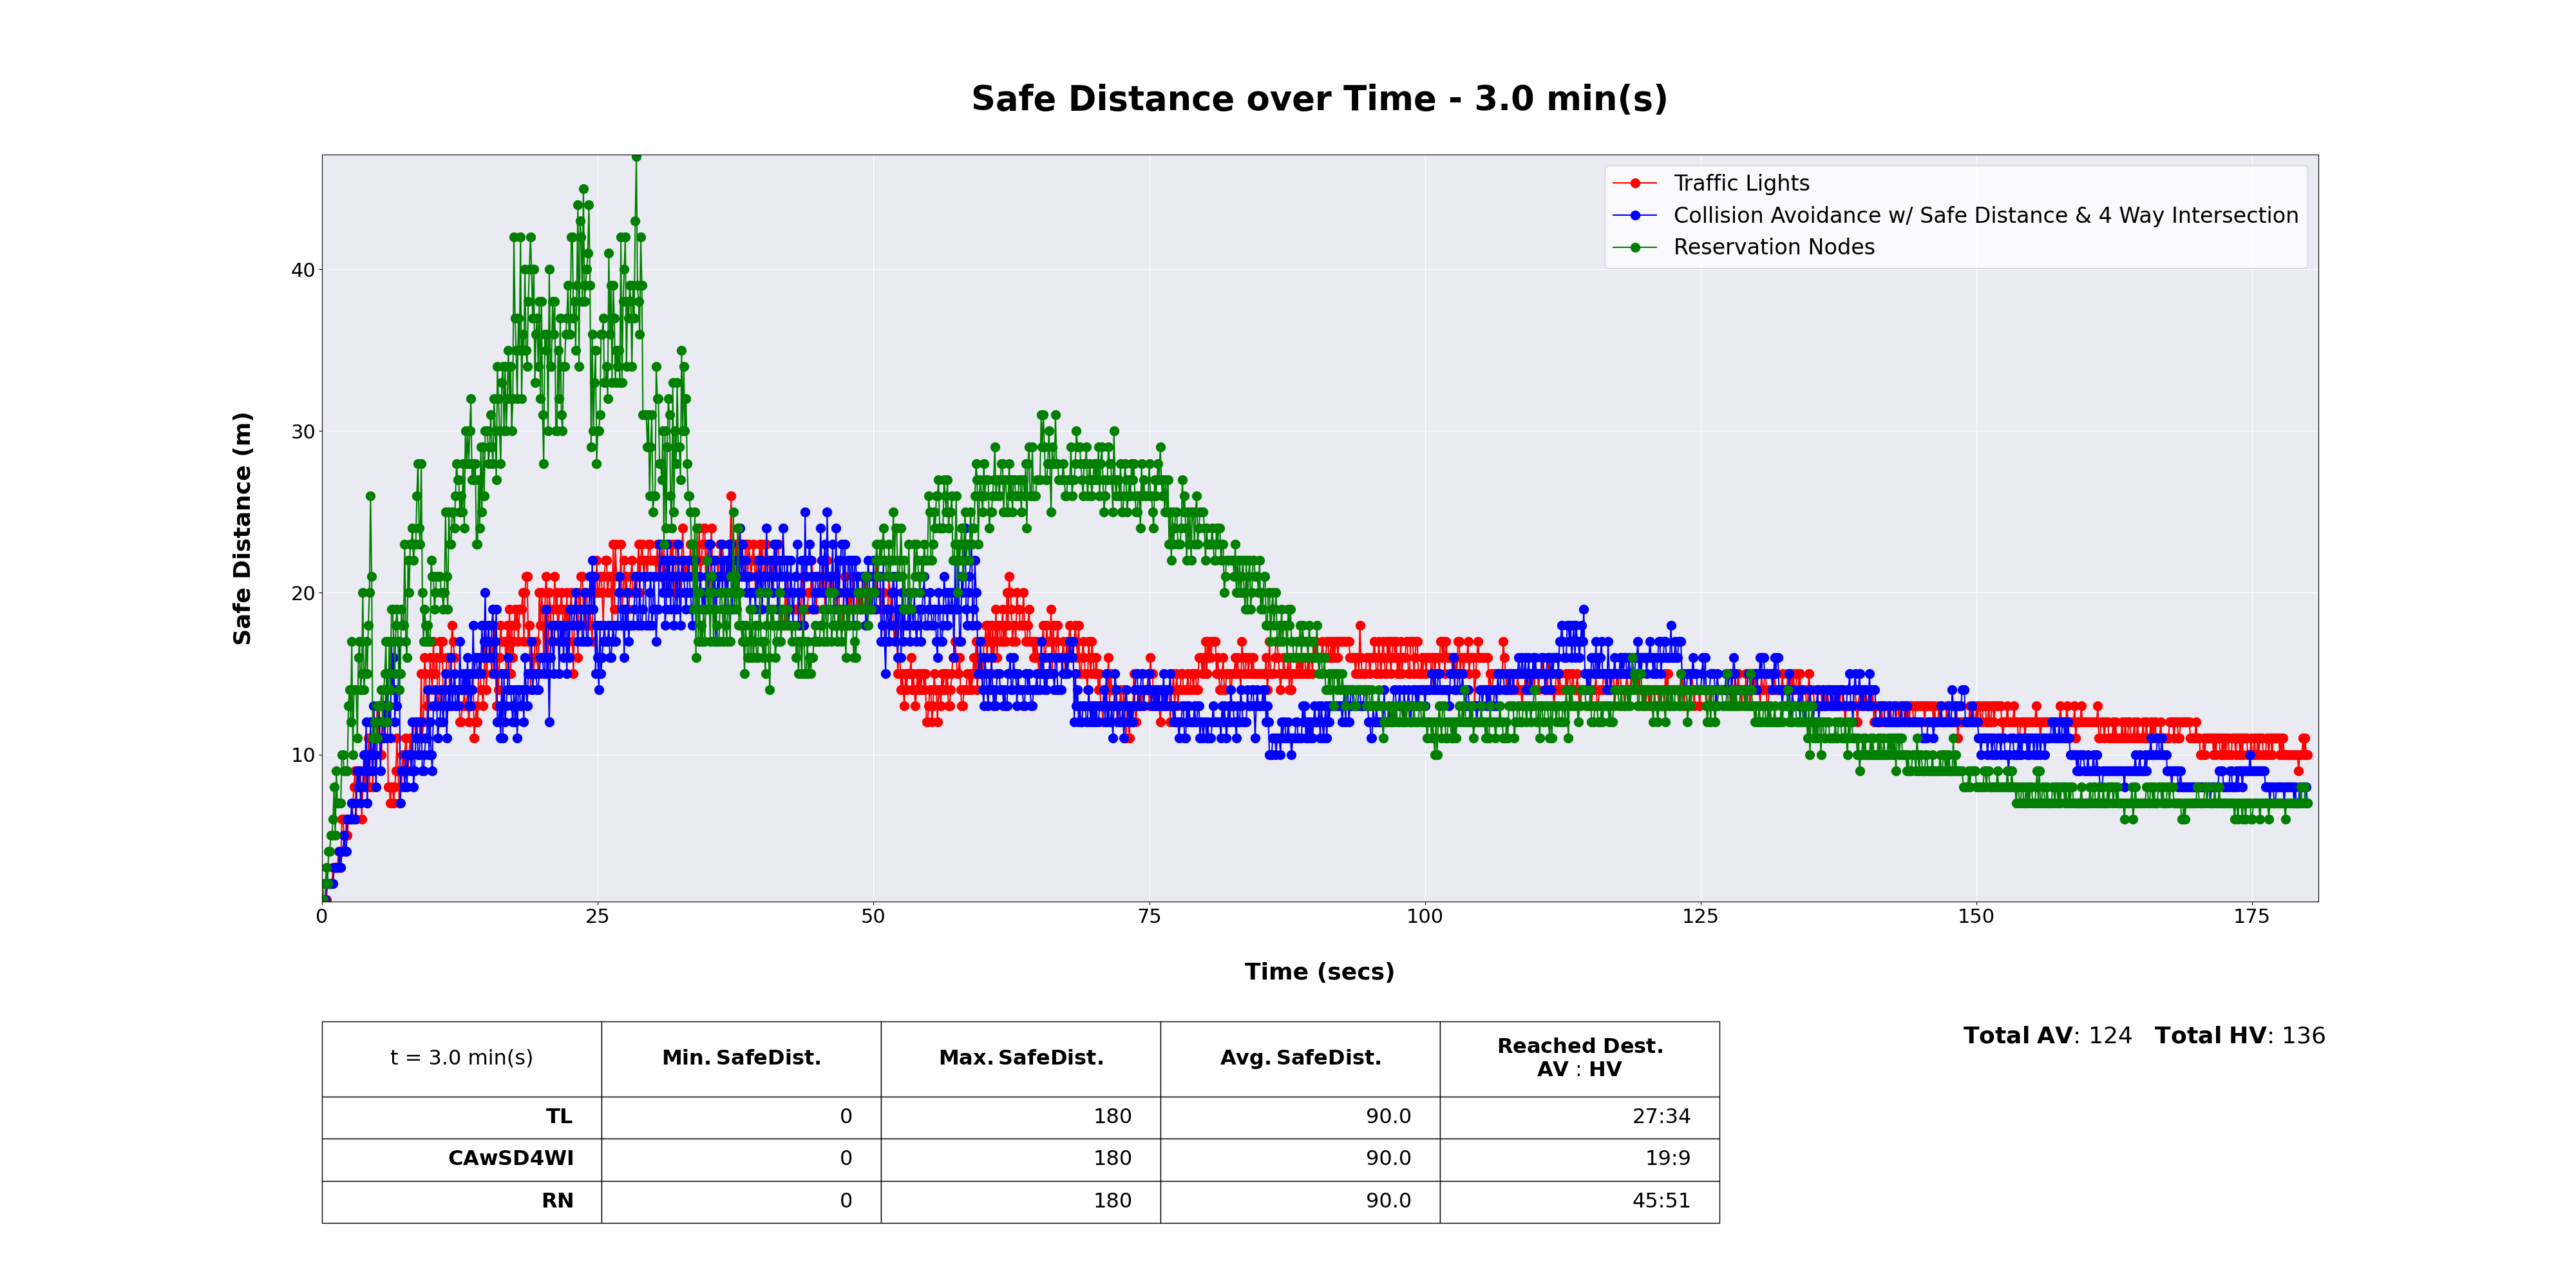 Safe Distance over Time - 3.0 min(s)
Traffic Lights
Collision Avoidance w/ Safe Distance & 4 Way Intersection
Reservation Nodes
Safe Distance (m)
40
30
20
10
0 25 50 75 100 125 150 175
Time (secs)
t = 3.0 min(s) Min. SafeDist. Max. SafeDist. Avg. SafeDist. Reached Dest.
AV : HV
TL 0 180 90.0 27:34
CAwSD4WI 0 180 90.0 19:9
RN 0 180 90.0 45:51
Total AV: 124 Total HV: 136